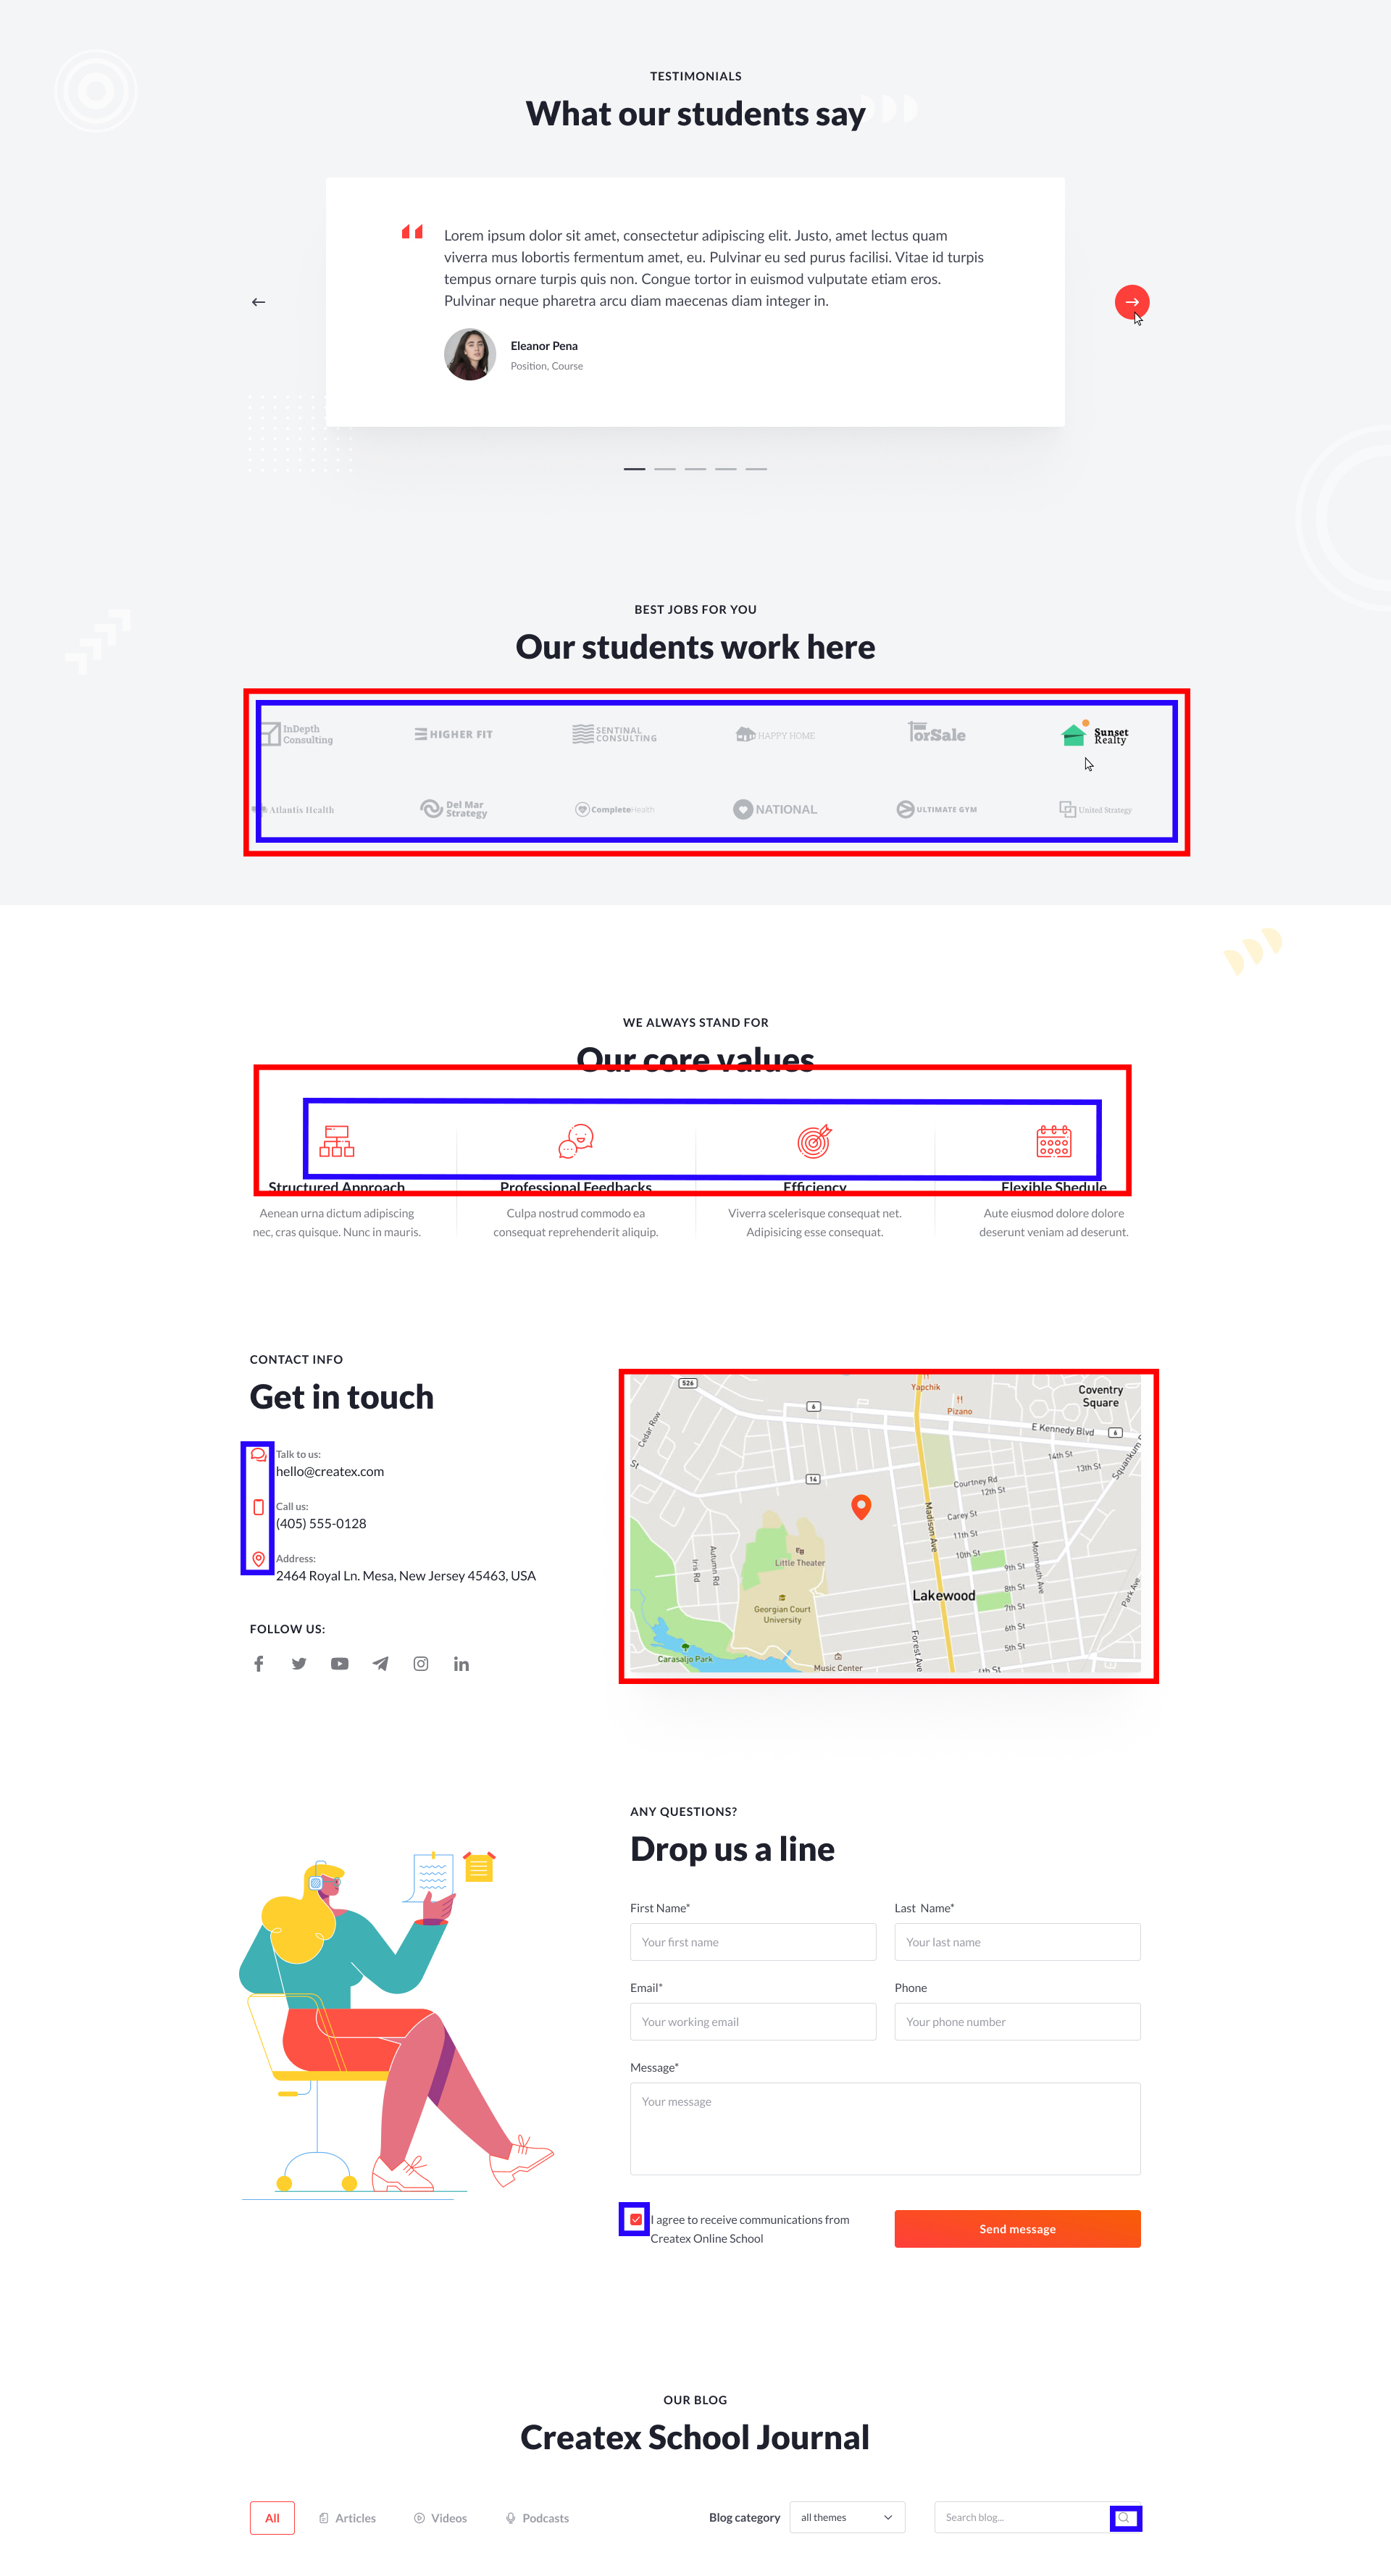 TESTIMONIALS
What our students say
Lorem ipsum dolor sit amet, consectetur adipiscing elit. Justo, amet lectus quam
viverra mus lobortis fermentum amet, eu. Pulvinar eu sed purus facilisi. Vitae id turpis
tempus ornare turpis quis non. Congue tortor in euismod vulputate etiam eros.
Pulvinar neque pharetra arcu diam maecenas diam integer in.
Eleanor Pena
Position, Course
BEST JOBS FOR YOU
Our students work here
InDepth
Consulting
HIGHER FIT
SENTINAL
CONSULTING
HAPPY HOME
forSale
Sunset
Realty
Atlantis Health
Del Mar
Strategy
CompleteHealth
NATIONAL
ULTIMATE GYM
United Strategy
WE ALWAYS STAND FOR
Our core values
Structured Approach
Aenean urna dictum adipiscing
nec, cras quisque. Nunc in mauris.
Professional Feedbacks
Culpa nostrud commodo ea
consequat reprehenderit aliquip.
Efficiency
Viverra scelerisque consequat net.
Adipisicing esse consequat.
Flexible Shedule
Aute eiusmod dolore dolore
deserunt veniam ad deserunt.
CONTACT INFO
Get in touch
Talk to us:
hello@createx.com
Call us:
(405) 555-0128
Address:
2464 Royal Ln. Mesa, New Jersey 45463, USA
FOLLOW US:
526
Yapchik
Pizano
Coventry
Square
6
Cedar Row
E Kennedy Blvd
6
14th St
13th St
St
14
Courtney Rd
12th St
Madison Ave
Carey St
11th St
10th St
Iris Rd
Autumn Rd
Little Theater
Monmouth Ave
9th St
8th St
Lakewood
7th St
Park Ave
Georgian Court
University
6th St
5th St
Forest Ave
Carasaljo Park
Music Center
4th St
ANY QUESTIONS?
Drop us a line
First Name*
Last Name*
Your first name
Your last name
Email*
Phone
Your working email
Your phone number
Message*
Your message
I agree to receive communications from
Createx Online School
Send message
OUR BLOG
Createx School Journal
All
Articles
Videos
Podcasts
Blog category
all themes
Search blog...